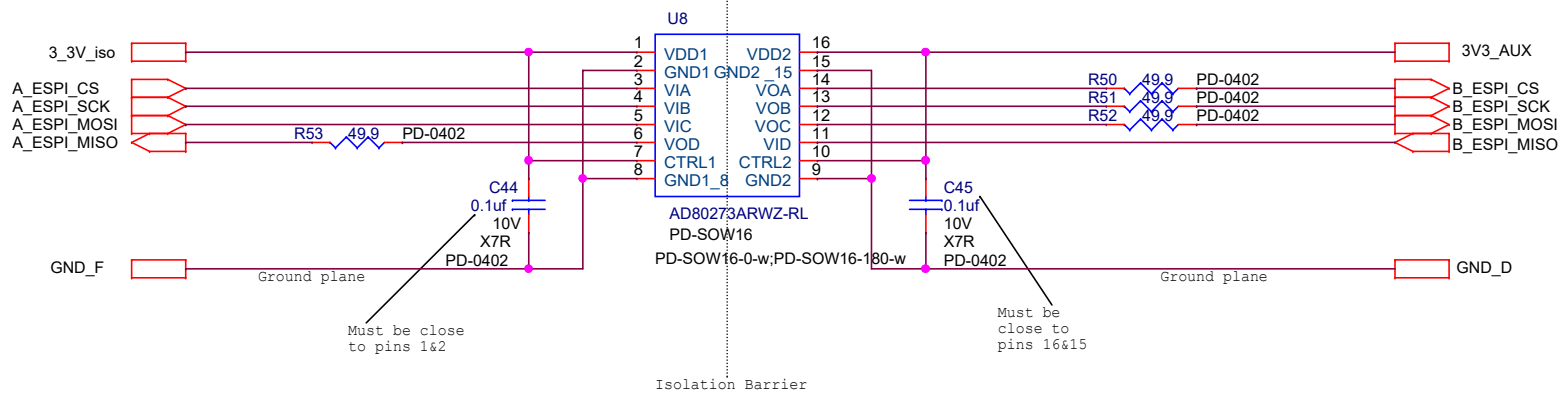 U8
3_3V_iso 1 VDD1 VDD2 16 3V3_AUX
2 GND1 GND2 _15 15
A_ESPI_CS 3 VIA VOA 14 R50 49.9 PD-0402 B_ESPI_CS
A_ESPI_SCK 4 VIB VOB 13 R51 49.9 PD-0402 B_ESPI_SCK
A_ESPI_MOSI 5 VIC VOC 12 R52 49.9 PD-0402 B_ESPI_MOSI
A_ESPI_MISO R53 49.9 PD-0402 6 VOD VID 11 B_ESPI_MISO
7 CTRL1 CTRL2 10
8 GND1_8 GND2 9
C44
0.1uf
10V
X7R
PD-0402
AD80273ARWZ-RL
PD-SOW16
PD-SOW16-0-w;PD-SOW16-180-w
C45
0.1uf
10V
X7R
PD-0402
GND_F
Ground plane
Ground plane
GND_D
Must be close
to pins 1&2
Must be
close to
pins 16&15
Isolation Barrier